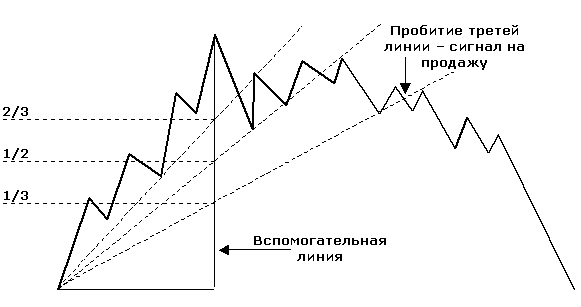 Пробитие третей
линии – сигнал на
продажу
2/3
1/2
1/3
Вспомогательная
линия